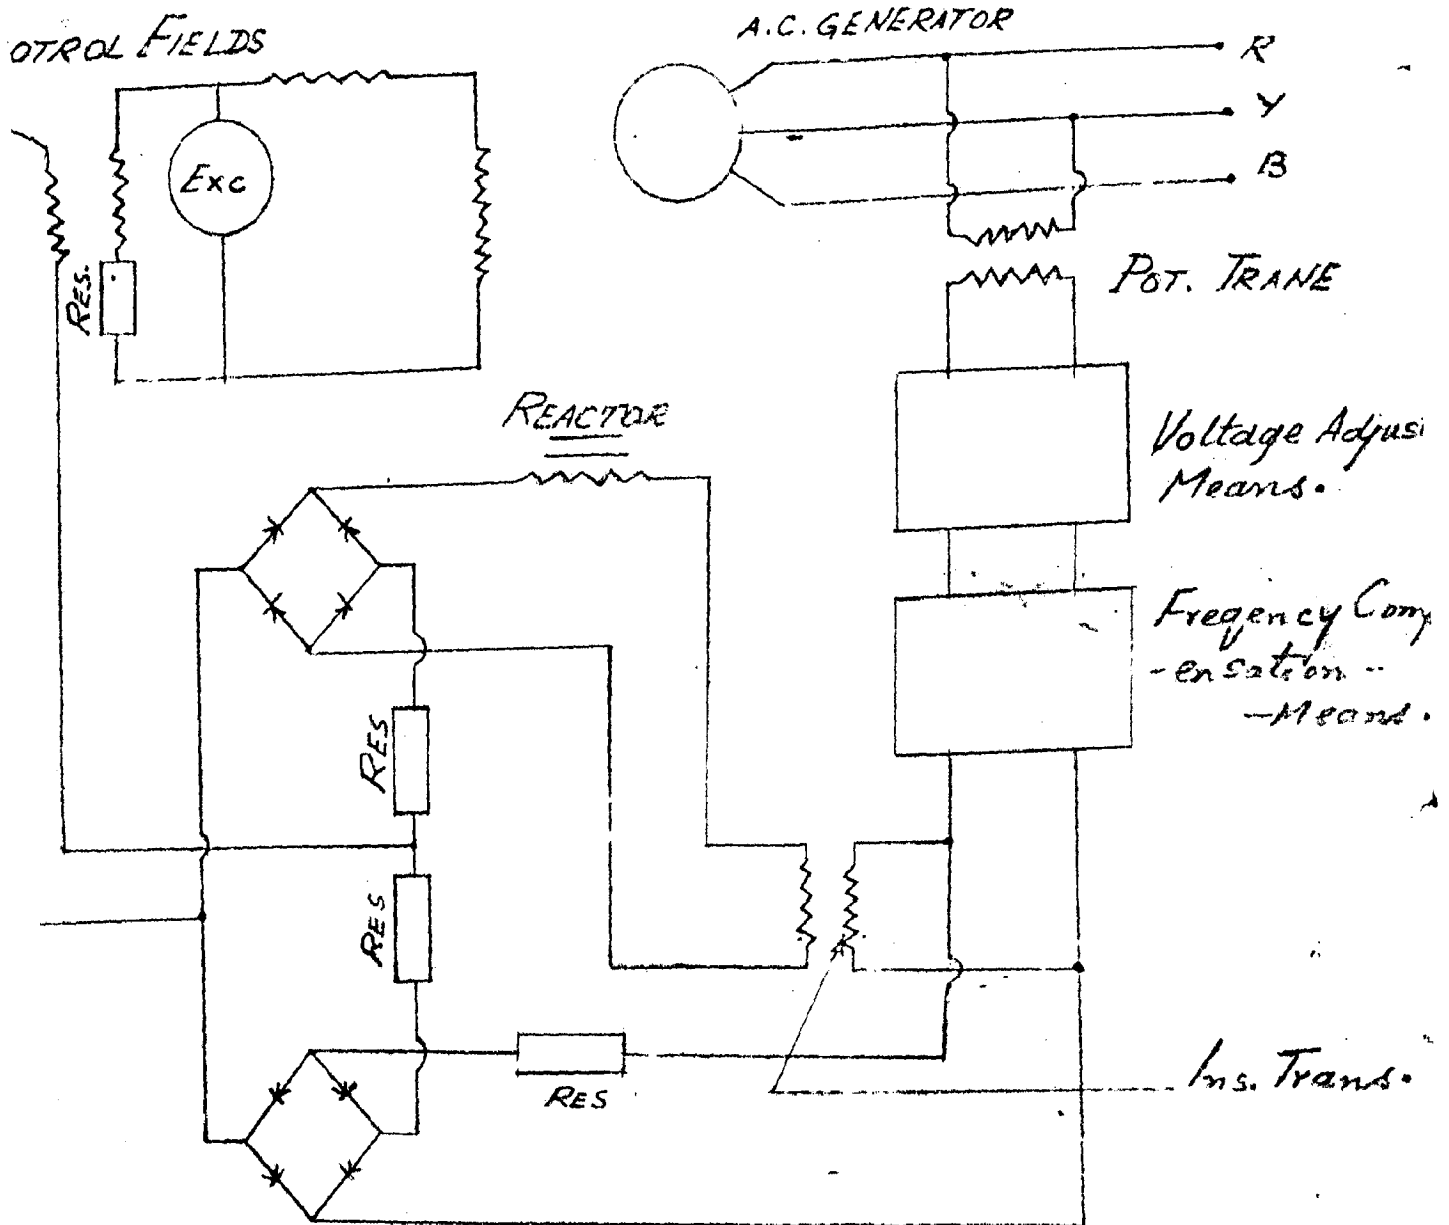 OTROL FIELDS
A.C. GENERATOR
R
Y
B
Exc
RES.
POT. TRANE
REACTOR
Voltage Adjus
Means.
Freqency Comp
-ensation --
-Means.
RES
RES
RES
Ins. Trans.